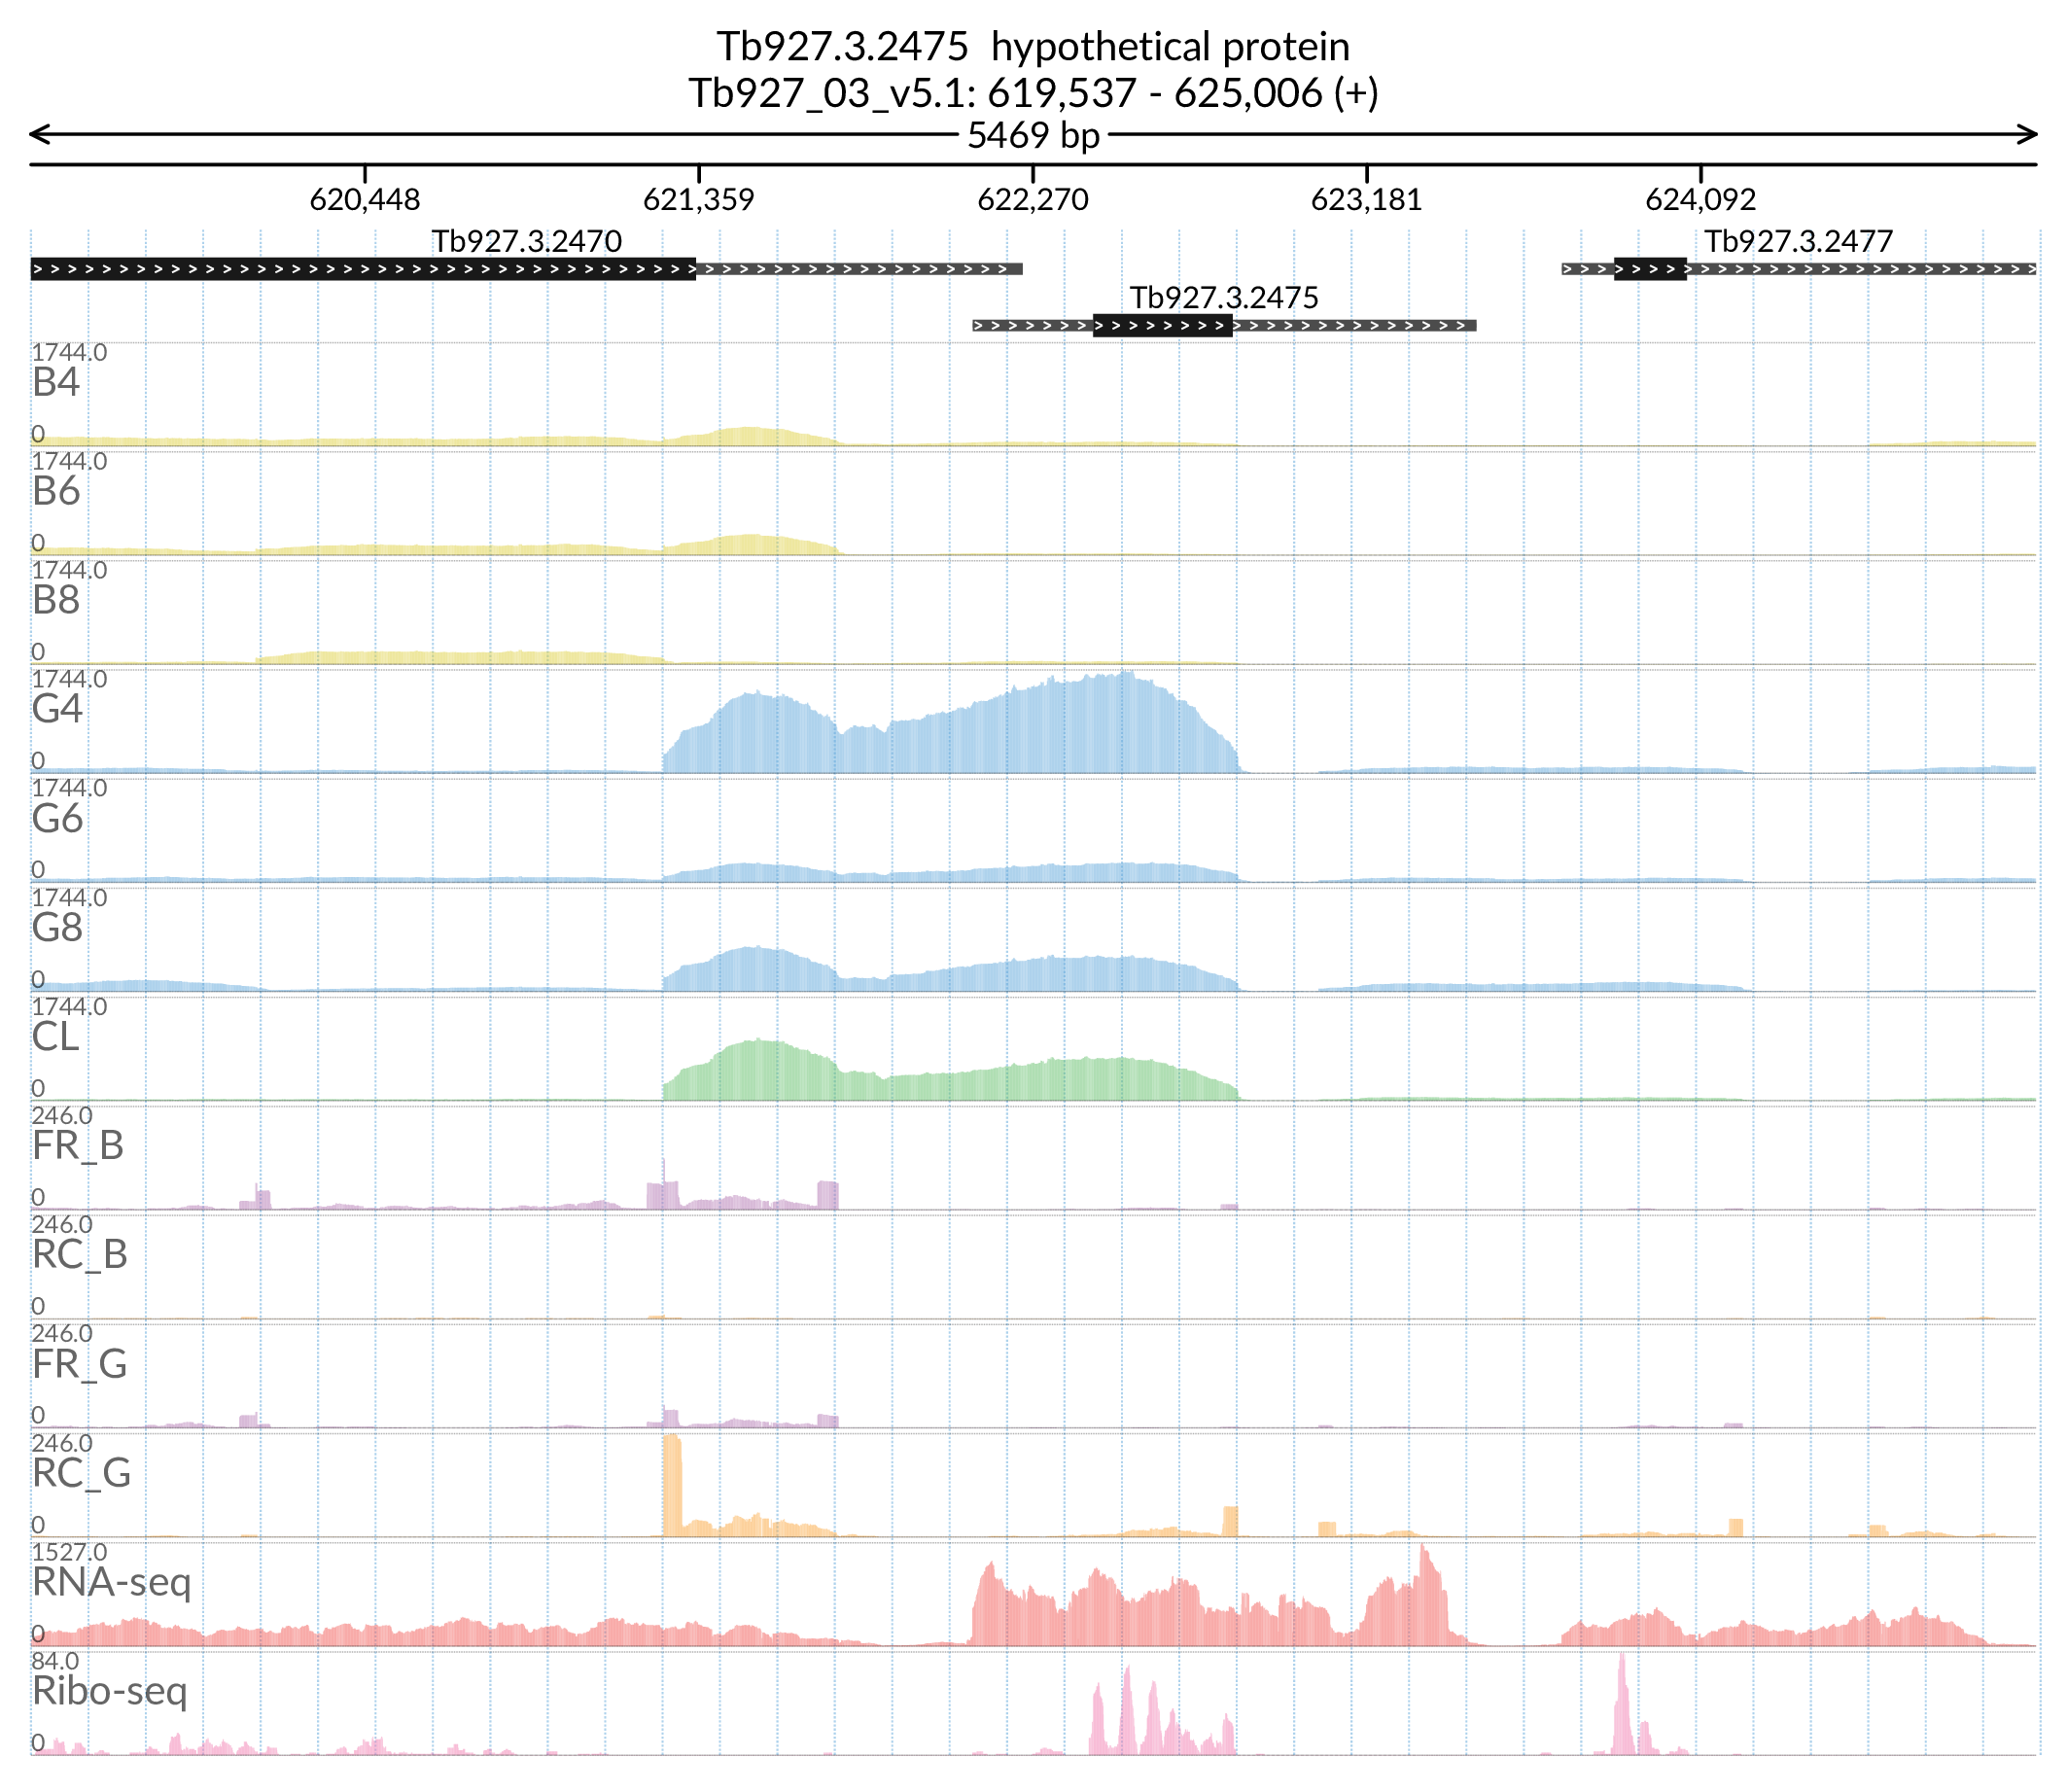 Tb927.3.2475 hypothetical protein
Tb927_03_v5.1: 619,537 - 625,006 (+)
5469 bp
620,448 621,359 622,270 623,181 624,092
Tb927.3.2470 Tb927.3.2477
Tb927.3.2475
1744.0
B4
0
1744.0
B6
0
1744.0
B8
0
1744.0
G4
0
1744.0
G6
0
1744.0
G8
0
1744.0
CL
0
246.0
FR_B
0
246.0
RC_B
0
246.0
FR_G
0
246.0
RC_G
0
1527.0
RNA-seq
0
84.0
Ribo-seq
0